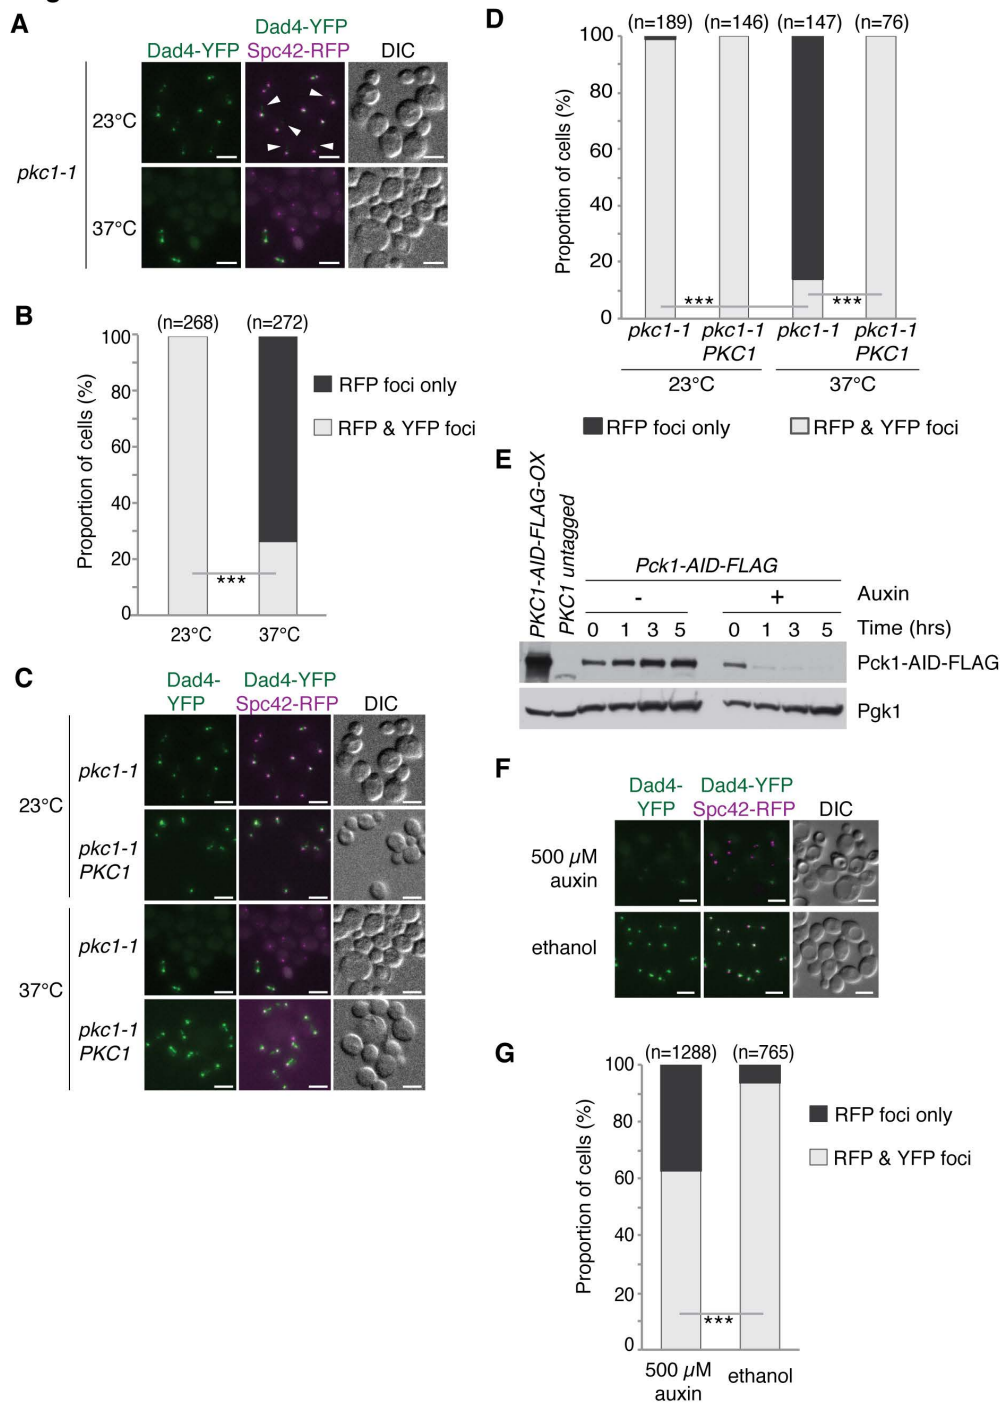 A
Dad4-YFP
Dad4-YFP
Spc42-RFP
DIC
pkc1-1
23°C
37°C
B
(n=268) (n=272)
Proportion of cells (%)
100
80
60
40
20
0
***
23°C 37°C
RFP foci only
RFP & YFP foci
C
Dad4-
YFP
Dad4-YFP
Spc42-RFP
DIC
23°C
pkc1-1
pkc1-1
PKC1
37°C
pkc1-1
pkc1-1
PKC1
D
(n=189) (n=146) (n=147) (n=76)
Proportion of cells (%)
100
80
60
40
20
0
*** ***
pkc1-1 pkc1-1 pkc1-1 pkc1-1
PKC1 PKC1
23°C 37°C
RFP foci only RFP & YFP foci
E
PKC1-AID-FLAG-OX
PKC1 untagged
Pck1-AID-FLAG
- + Auxin
0 1 3 5 0 1 3 5 Time (hrs)
Pck1-AID-FLAG
Pgk1
F
Dad4-
YFP
Dad4-YFP
Spc42-RFP
DIC
500 µM
auxin
ethanol
G
(n=1288) (n=765)
Proportion of cells (%)
100
80
60
40
20
0
***
500 µM
auxin
ethanol
RFP foci only
RFP & YFP foci